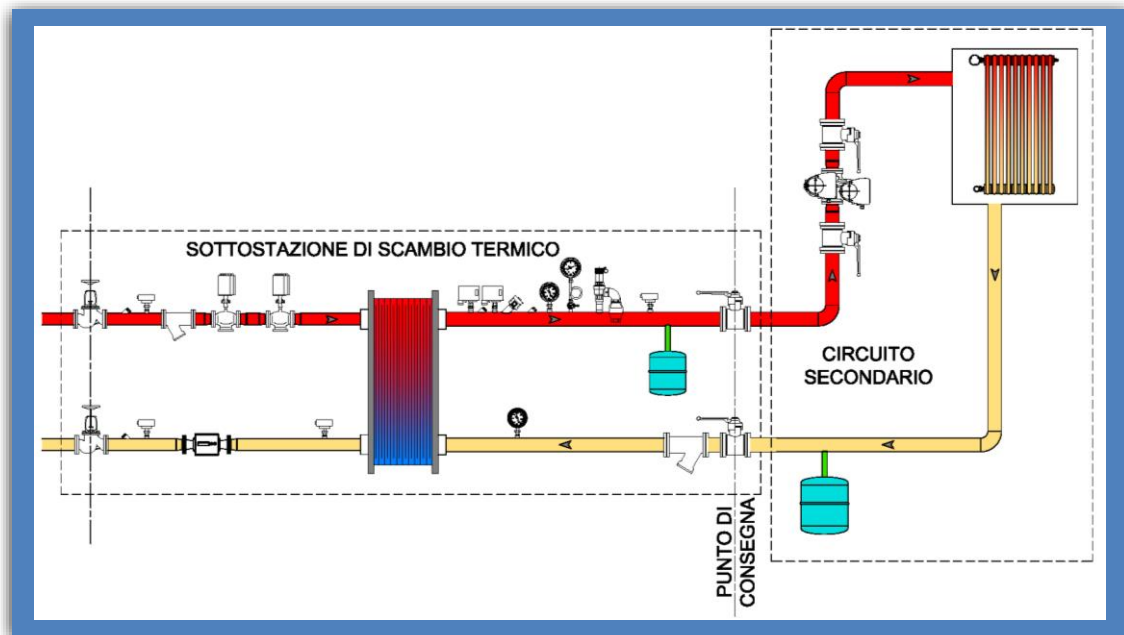 SOTTOSTAZIONE DI SCAMBIO TERMICO
CIRCUITO
SECONDARIO
PUNTO DI
CONSEGNA